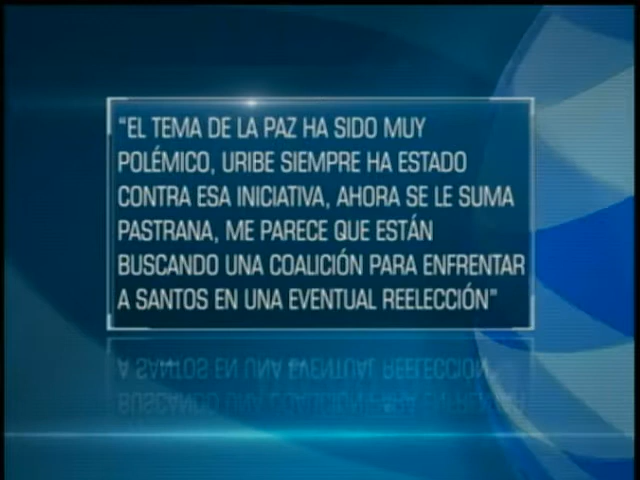 “EL TEMA DE LA PAZ HA SIDO MUY
POLÉMICO, URIBE SIEMPRE HA ESTADO
CONTRA ESA INICIATIVA, AHORA SE LE SUMA
PASTRANA, ME PARECE QUE ESTÁN
BUSCANDO UNA COALICIÓN PARA ENFRENTAR
A SANTOS EN UNA EVENTUAL REELECCIÓN”